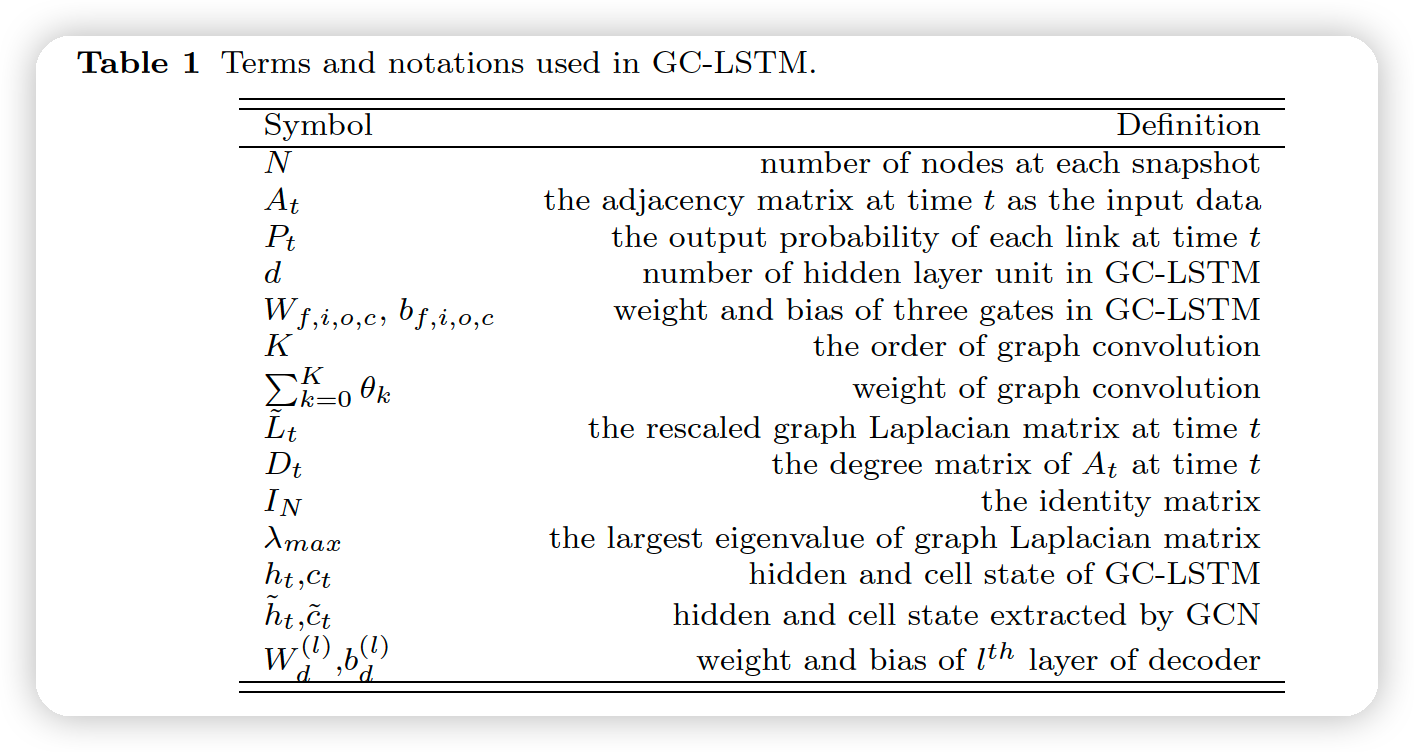 Table 1 Terms and notations used in GC-LSTM.
Symbol Definition
N number of nodes at each snapshot
A_t the adjacency matrix at time t as the input data
P_t the output probability of each link at time t
d number of hidden layer unit in GC-LSTM
W_{f,i,o,c}, b_{f,i,o,c} weight and bias of three gates in GC-LSTM
K the order of graph convolution
∑_{k=0}^{K} θ_k weight of graph convolution
L̃_t the rescaled graph Laplacian matrix at time t
D_t the degree matrix of A_t at time t
I_N the identity matrix
λ_{max} the largest eigenvalue of graph Laplacian matrix
h_t,c_t hidden and cell state of GC-LSTM
h̃_t,c̃_t hidden and cell state extracted by GCN
W_d^{(l)},b_d^{(l)} weight and bias of l^{th} layer of decoder